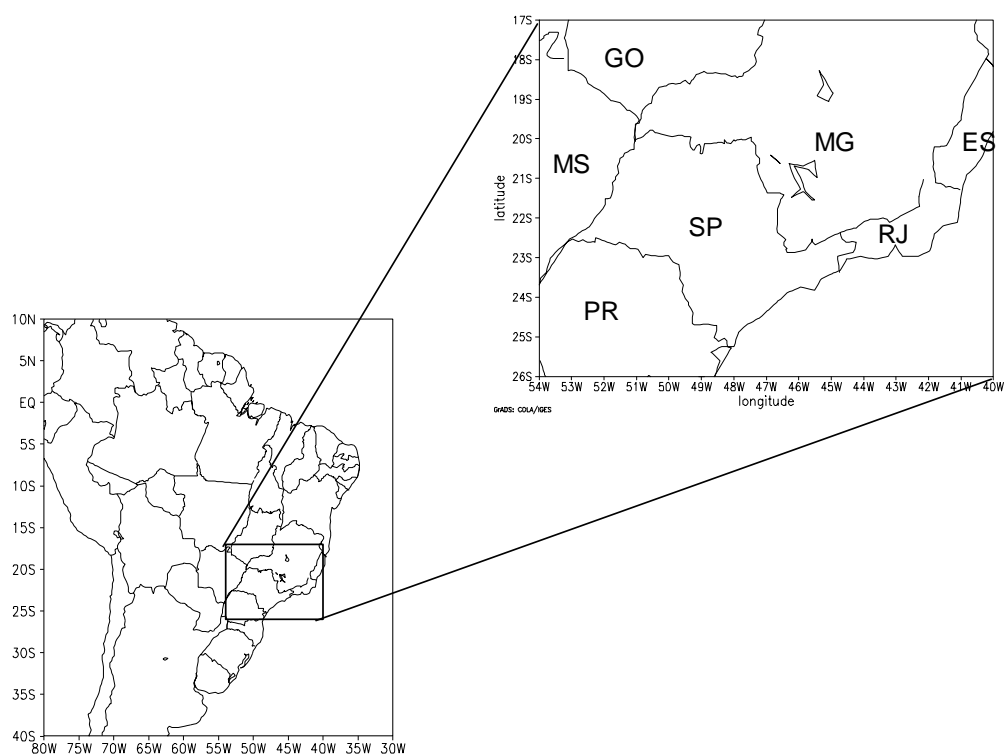 17S
18S
19S
20S
21S
22S
23S
24S
25S
26S
latitude
GO
MG
ES
MS
SP
RJ
PR
54W 53W 52W 51W 50W 49W 48W 47W 46W 45W 44W 43W 42W 41W 40W
longitude
GrADS: COLA/IGES
10N
5N
EQ
5S
10S
15S
20S
25S
30S
35S
40S
80W 75W 70W 65W 60W 55W 50W 45W 40W 35W 30W